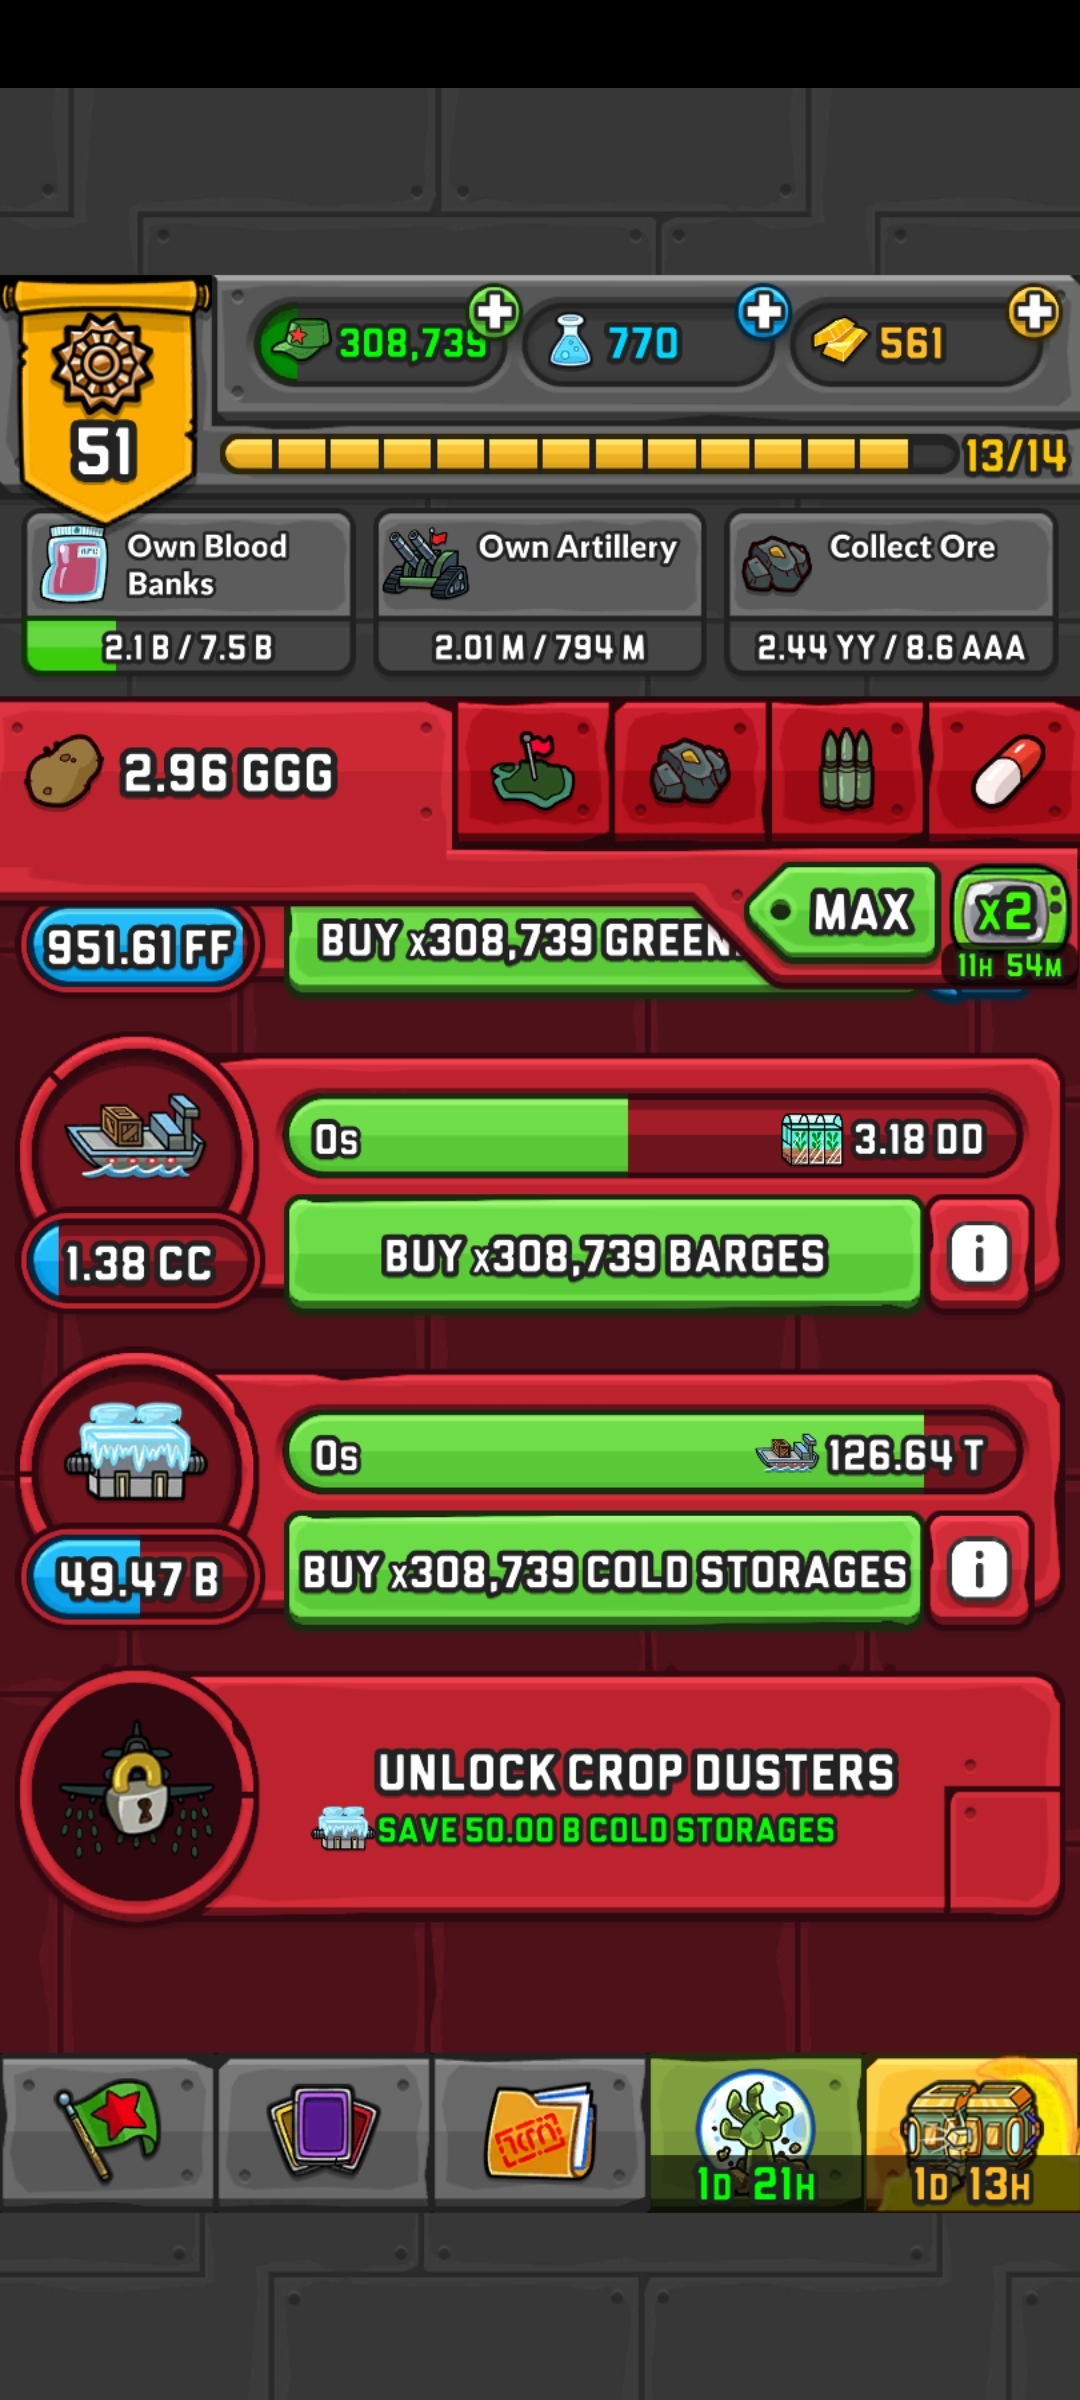 308,739
770
561
51
13/14
Own Blood
Banks
Own Artillery
Collect Ore
2.1 B / 7.5 B
2.01 M / 794 M
2.44 YY / 8.6 AAA
2.96 GGG
MAX
x2
11H 54M
951.61 FF
BUY x308,739 GREEN
0s
3.18 DD
1.38 CC
BUY x308,739 BARGES
i
0s
126.64 T
49.47 B
BUY x308,739 COLD STORAGES
i
UNLOCK CROP DUSTERS
SAVE 50.00 B COLD STORAGES
1D 21H
1D 13H